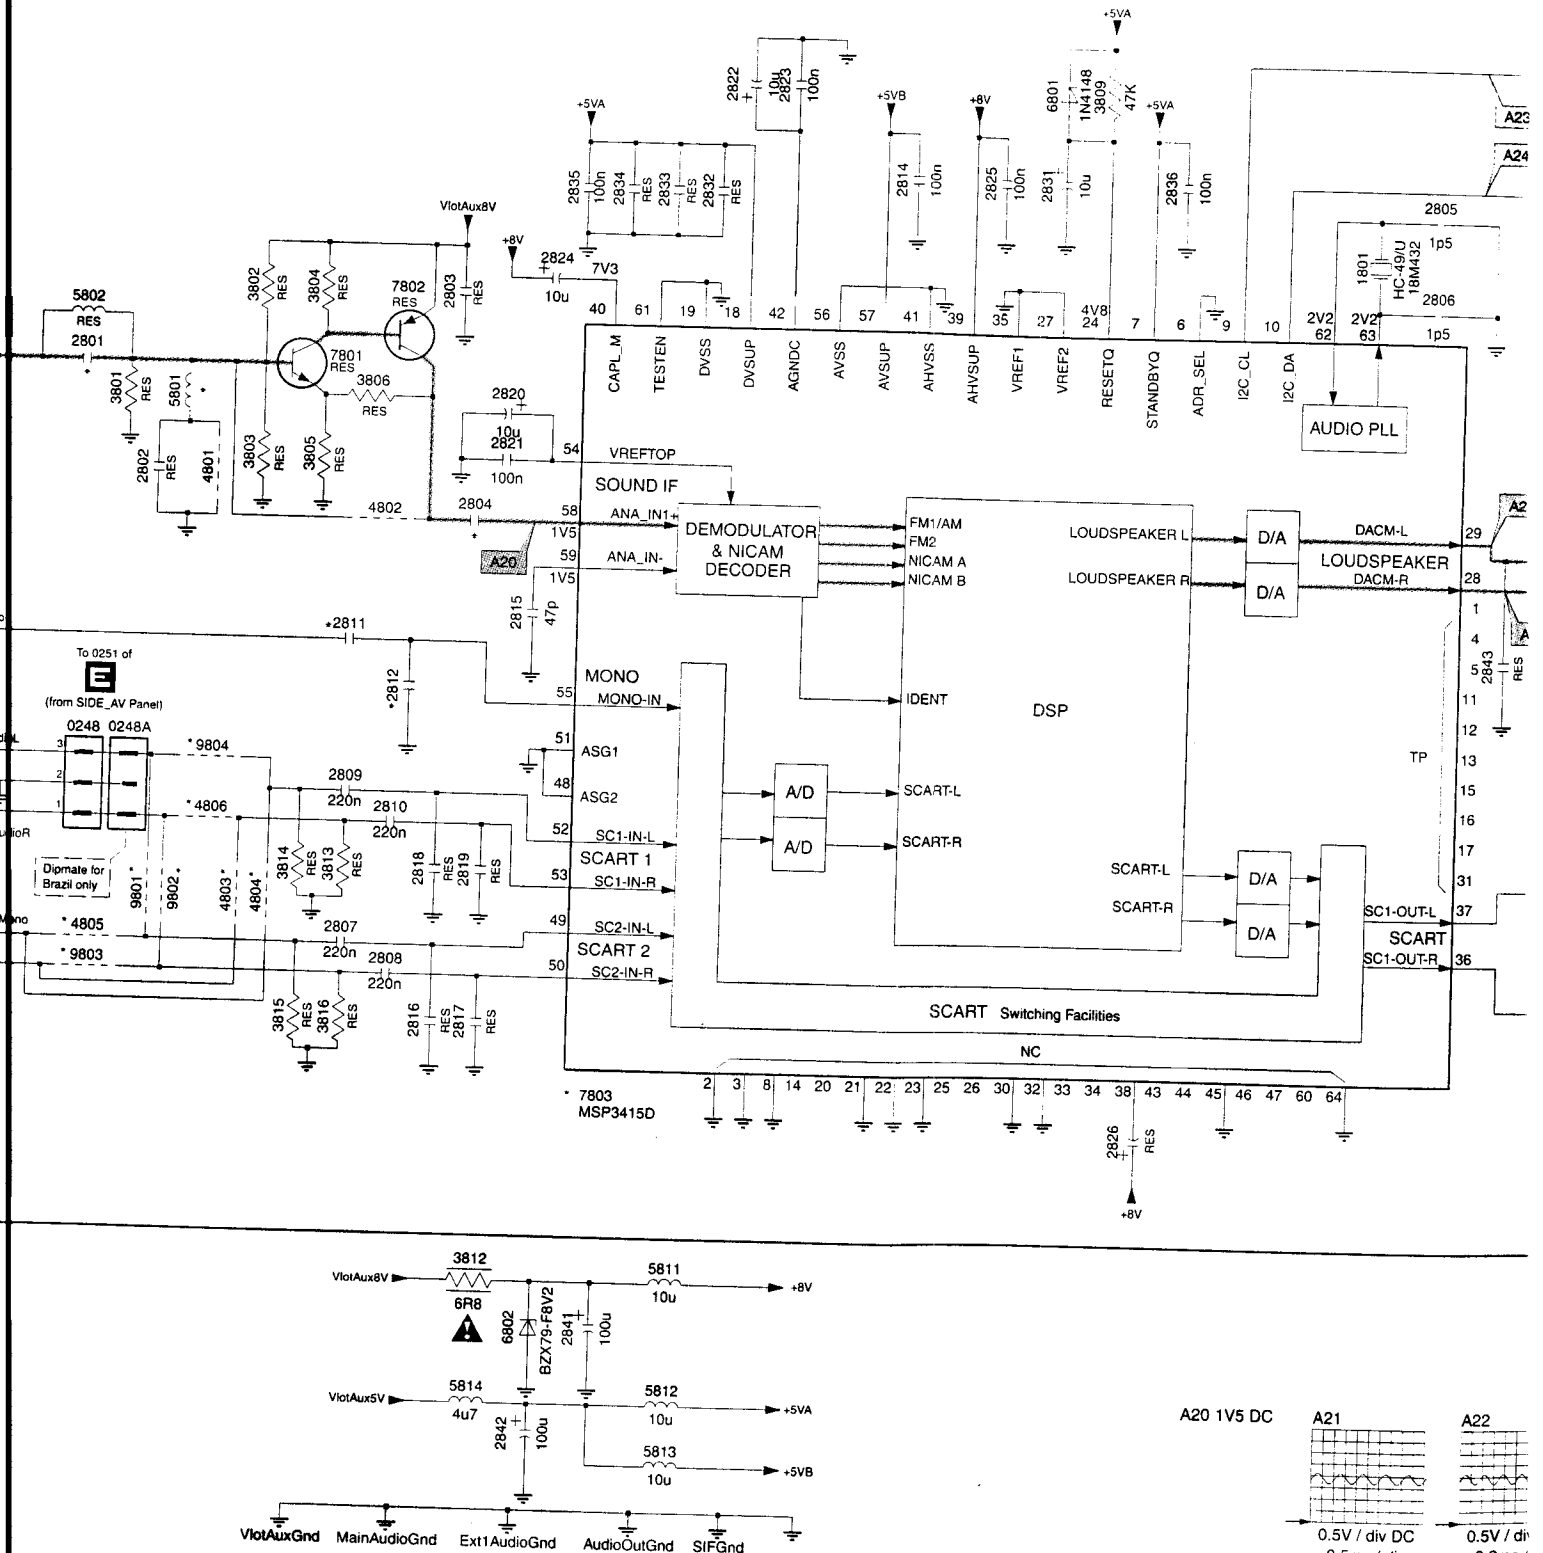 +5VA
2822
10u
2823
100n
6801
1N4148
3809
47K
+5VA
+5VB
+8V
+5VA
A23
A24
2835
100n
2834
RES
2833
RES
2832
RES
2814
100n
2825
100n
2831
10u
2836
100n
2805
1p5
1801
HC-49/U
18M432
2806
1p5
VlotAux8V
+8V
2824
10u
7V3
3802
RES
3804
RES
7802
RES
2803
RES
5802
RES
2801
7801
RES
3806
RES
3801
RES
5801
*
2802
RES
4801
3803
RES
3805
RES
4802
2804
*
A20
40
61
19
18
42
56
57
41
39
35
27
4V8
24
7
6
9
10
2V2
62
2V2
63
CAPL_M
TESTEN
DVSS
DVSUP
AGNDC
AVSS
AVSUP
AHVSS
AHVSUP
VREF1
VREF2
RESETQ
STANDBYQ
ADR_SEL
I2C_CL
I2C_DA
AUDIO PLL
2820
10u
2821
100n
54
VREFTOP
SOUND IF
58
ANA_IN1+
1V5
59
ANA_IN-
1V5
2815
47p
DEMODULATOR
& NICAM
DECODER
FM1/AM
FM2
NICAM A
NICAM B
LOUDSPEAKER L
LOUDSPEAKER R
D/A
D/A
DACM-L
29
LOUDSPEAKER
DACM-R
28
A2
A
2843
RES
1
4
5
11
12
13
15
16
17
31
TP
*2811
*2812
To 0251 of
E
(from SIDE_AV Panel)
0248 0248A
3
2
1
*9804
*4806
MONO
55
MONO-IN
51
ASG1
48
ASG2
IDENT
DSP
2809
220n
2810
220n
52
SC1-IN-L
SCART 1
53
SC1-IN-R
A/D
A/D
SCART-L
SCART-R
3814
RES
3813
RES
2818
RES
2819
RES
Dipmate for
Brazil only
9801*
9802*
4803*
4804*
Mono
*4805
*9803
2807
220n
2808
220n
49
SC2-IN-L
SCART 2
50
SC2-IN-R
SCART-L
SCART-R
D/A
D/A
SC1-OUT-L
37
SCART
SC1-OUT-R
36
3815
RES
3816
RES
2816
RES
2817
RES
SCART Switching Facilities
NC
* 7803
MSP3415D
2 3 8 14 20 21 22 23 25 26 30 32 33 34 38 43 44 45 46 47 60 64
2826
RES
+8V
VlotAux8V
3812
6R8
6802
BZX79-F8V2
2841
100u
5811
10u
+8V
VlotAux5V
5814
4u7
2842
100u
5812
10u
+5VA
5813
10u
+5VB
VlotAuxGnd
MainAudioGnd
Ext1AudioGnd
AudioOutGnd
SIFGnd
A20 1V5 DC
A21
A22
0.5V / div DC
0.5V / div